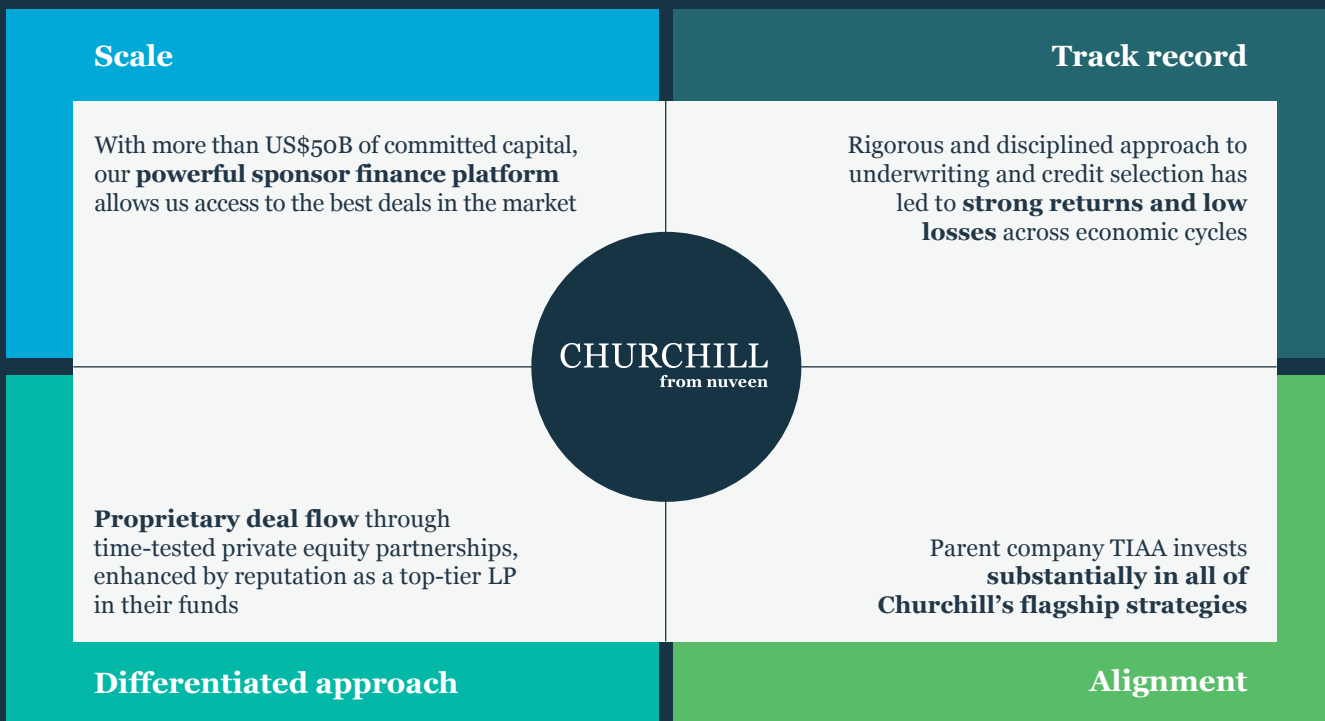 Scale
With more than US$50B of committed capital,
our powerful sponsor finance platform
allows us access to the best deals in the market
Track record
Rigorous and disciplined approach to
underwriting and credit selection has
led to strong returns and low
losses across economic cycles
CHURCHILL
from nuveen
Proprietary deal flow through
time-tested private equity partnerships,
enhanced by reputation as a top-tier LP
in their funds
Differentiated approach
Parent company TIAA invests
substantially in all of
Churchill’s flagship strategies
Alignment